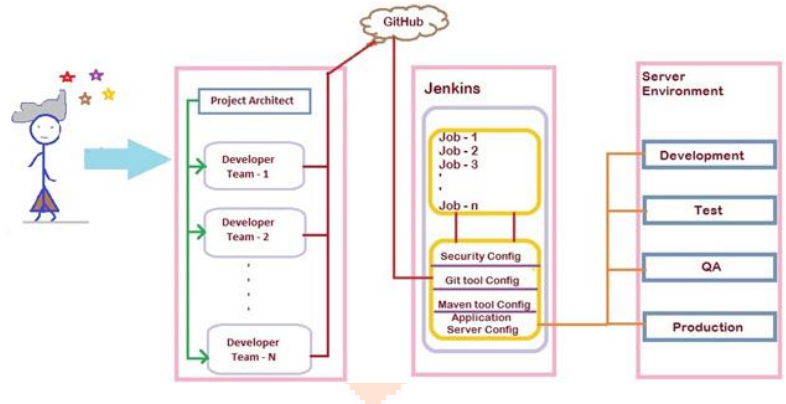 GitHub
Project Architect
Developer
Team - 1
Developer
Team - 2
Developer
Team - N
Jenkins
Job - 1
Job - 2
Job - 3
Job - n
Security Config
Git tool Config
Maven tool Config
Application
Server Config
Server
Environment
Development
Test
QA
Production